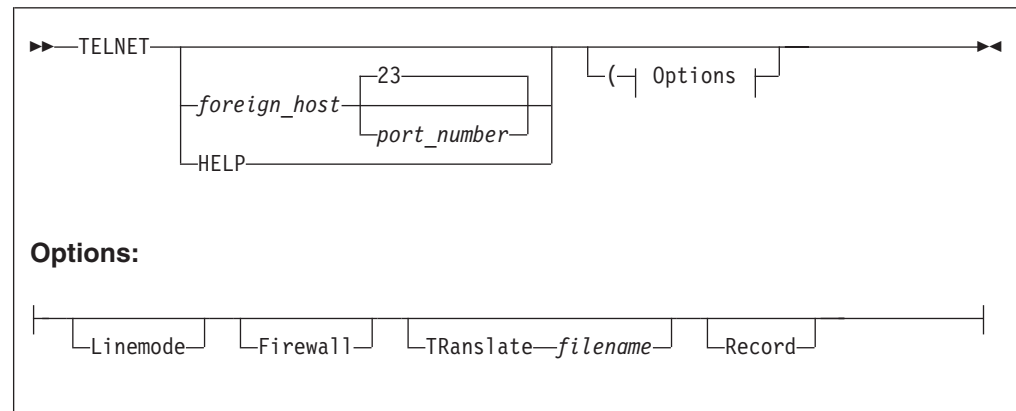 TELNET
23
( Options
foreign_host
port_number
HELP
Options:
Linemode Firewall TRanslate filename Record